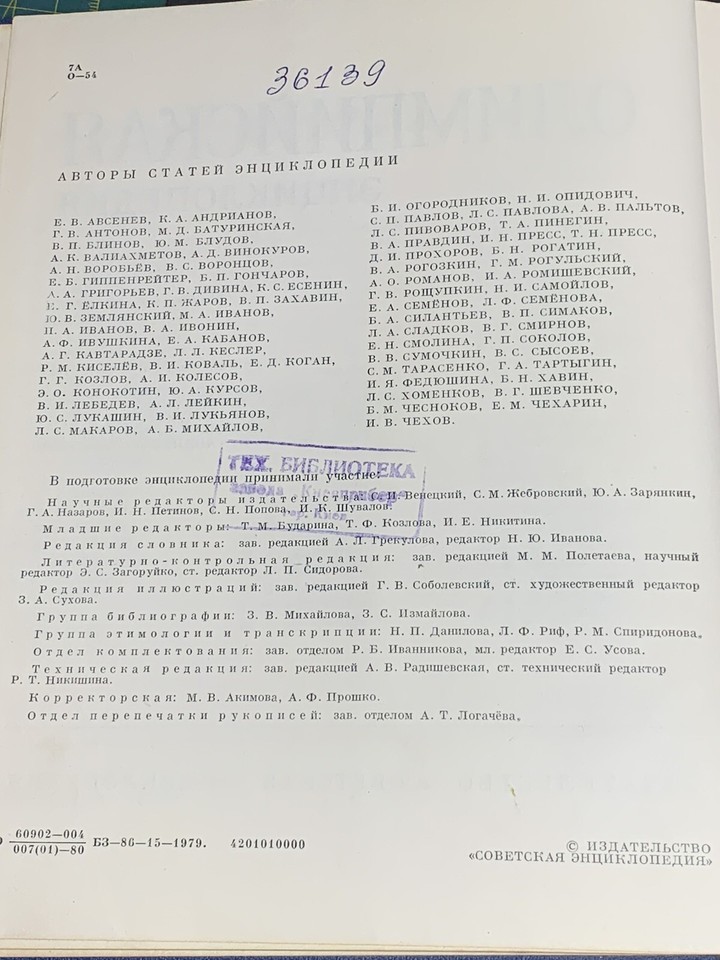 7А
О—54
36139
АВТОРЫ СТАТЕЙ ЭНЦИКЛОПЕДИИ
Е. В. АВСЕНЕВ, К. А. АНДРИАНОВ,
Г. В. АНТОНОВ, М. Д. БАТУРИНСКАЯ,
В. П. БЛИНОВ, Ю. М. БЛУДОВ,
А. К. ВАЛИАХМЕТОВ, А. Д. ВИНОКУРОВ,
А. Н. ВОРОБЬЁВ, В. С. ВОРОНЦОВ,
Е. Б. ГИППЕНРЕЙТЕР, Б. П. ГОНЧАРОВ,
А. А. ГРИГОРЬЕВ, Г. В. ДИВИНА, К. С. ЕСЕНИН,
Е. Г. ЁЛКИНА, К. П. ЖАРОВ, В. П. ЗАХАВИН,
Ю. В. ЗЕМЛЯНСКИЙ, М. А. ИВАНОВ,
П. А. ИВАНОВ, В. А. ИВОНИН,
А. Ф. ИВУШКИНА, Е. А. КАБАНОВ,
А. Г. КАВТАРАДЗЕ, Л. Л. КЕСЛЕР,
Р. М. КИСЕЛЁВ, В. И. КОВАЛЬ, Е. Д. КОГАН,
Г. Г. КОЗЛОВ, А. И. КОЛЕСОВ,
Э. О. КОНОКОТИН, Ю. А. КУРСОВ,
В. И. ЛЕБЕДЕВ, А. Л. ЛЕЙКИН,
Ю. С. ЛУКАШИН, В. И. ЛУКЬЯНОВ,
Л. С. МАКАРОВ, А. Б. МИХАЙЛОВ,
Б. И. ОГОРОДНИКОВ, Н. И. ОПИДОВИЧ,
С. П. ПАВЛОВ, Л. С. ПАВЛОВА, А. В. ПАЛЬТОВ,
Л. С. ПИВОВАРОВ, Т. А. ПИНЕГИН,
В. А. ПРАВДИН, И. Н. ПРЕСС, Т. Н. ПРЕСС,
Д. И. ПРОХОРОВ, Б. Н. РОГАТИН,
В. А. РОГОЗКИН, Г. М. РОГУЛЬСКИЙ,
А. О. РОМАНОВ, И. А. РОМИШЕВСКИЙ,
Г. В. РОЩУПКИН, Н. И. САМОЙЛОВ,
Е. А. СЕМЁНОВ, Л. Ф. СЕМЁНОВА,
Б. А. СИЛАНТЬЕВ, В. П. СИМАКОВ,
Л. А. СЛАДКОВ, В. Г. СМИРНОВ,
Е. Н. СМОЛИНА, Г. П. СОКОЛОВ,
В. В. СУМОЧКИН, В. С. СЫСОЕВ,
С. М. ТАРАСЕНКО, Г. А. ТАРТЫГИН,
И. Я. ФЕДЮШИНА, Б. Н. ХАВИН,
Л. С. ХОМЕНКОВ, В. Г. ШЕВЧЕНКО,
Б. М. ЧЕСНОКОВ, Е. М. ЧЕХАРИН,
И. В. ЧЕХОВ.
ТЕХ. БИБЛИОТЕКА
завода
гор. Киев
В подготовке энциклопедии принимали участие:
Научные редакторы издательства: С. И. Венецкий, С. М. Жебровский, Ю. А. Зарянкин,
Г. А. Назаров, И. Н. Петинов, С. Н. Попова, И. К. Шувалов.
Младшие редакторы: Т. М. Бударина, Т. Ф. Козлова, И. Е. Никитина.
Редакция словника: зав. редакцией А. Л. Грекулова, редактор Н. Ю. Иванова.
Литературно-контрольная редакция: зав. редакцией М. М. Полетаева, научный
редактор Э. С. Загоруйко, ст. редактор Л. П. Сидорова.
Редакция иллюстраций: зав. редакцией Г. В. Соболевский, ст. художественный редактор
З. А. Сухова.
Группа библиографии: З. В. Михайлова, З. С. Измайлова.
Группа этимологии и транскрипции: Н. П. Данилова, Л. Ф. Риф, Р. М. Спиридонова.
Отдел комплектования: зав. отделом Р. Б. Иванникова, мл. редактор Е. С. Усова.
Техническая редакция: зав. редакцией А. В. Радишевская, ст. технический редактор
Р. Т. Никишина.
Корректорская: М. В. Акимова, А. Ф. Прошко.
Отдел перепечатки рукописей: зав. отделом А. Т. Логачёва.
60902—004
007(01)—80 БЗ—86—15—1979. 4201010000
© ИЗДАТЕЛЬСТВО
«СОВЕТСКАЯ ЭНЦИКЛОПЕДИЯ»